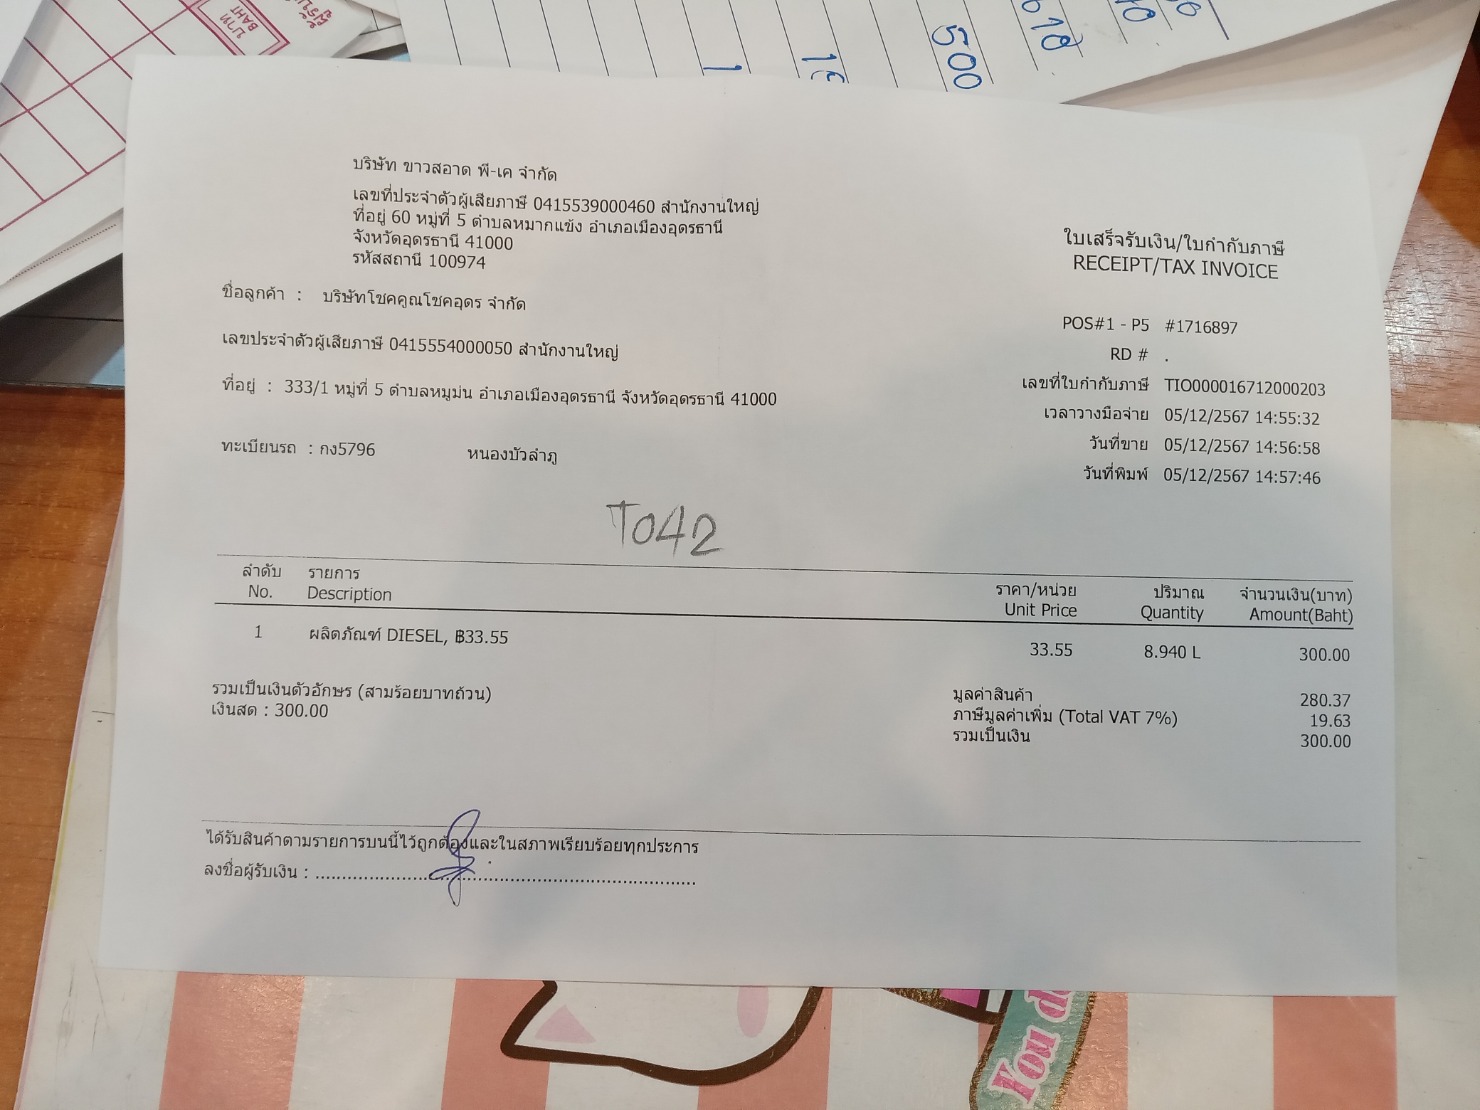 บาท
BAHT
500
บริษัท ขาวสอาด พี-เค จำกัด
เลขที่ประจำตัวผู้เสียภาษี 0415539000460 สำนักงานใหญ่
ที่อยู่ 60 หมู่ที่ 5 ตำบลหมากแข้ง อำเภอเมืองอุดรธานี
จังหวัดอุดรธานี 41000
รหัสสถานี 100974
ใบเสร็จรับเงิน/ใบกำกับภาษี
RECEIPT/TAX INVOICE
ชื่อลูกค้า : บริษัทโชคคูณโชคอุดร จำกัด
เลขประจำตัวผู้เสียภาษี 0415554000050 สำนักงานใหญ่
ที่อยู่ : 333/1 หมู่ที่ 5 ตำบลหมูม่น อำเภอเมืองอุดรธานี จังหวัดอุดรธานี 41000
ทะเบียนรถ : กง5796 หนองบัวลำภู
POS#1 - P5 #1716897
RD # .
เลขที่ใบกำกับภาษี TIO000016712000203
เวลาวางมือจ่าย 05/12/2567 14:55:32
วันที่ขาย 05/12/2567 14:56:58
วันที่พิมพ์ 05/12/2567 14:57:46
T042
ลำดับ รายการ ราคา/หน่วย ปริมาณ จำนวนเงิน(บาท)
No. Description Unit Price Quantity Amount(Baht)
1 ผลิตภัณฑ์ DIESEL, ฿33.55 33.55 8.940 L 300.00
รวมเป็นเงินตัวอักษร (สามร้อยบาทถ้วน)
เงินสด : 300.00
มูลค่าสินค้า 280.37
ภาษีมูลค่าเพิ่ม (Total VAT 7%) 19.63
รวมเป็นเงิน 300.00
ได้รับสินค้าตามรายการบนนี้ไว้ถูกต้องและในสภาพเรียบร้อยทุกประการ
ลงชื่อผู้รับเงิน :
You